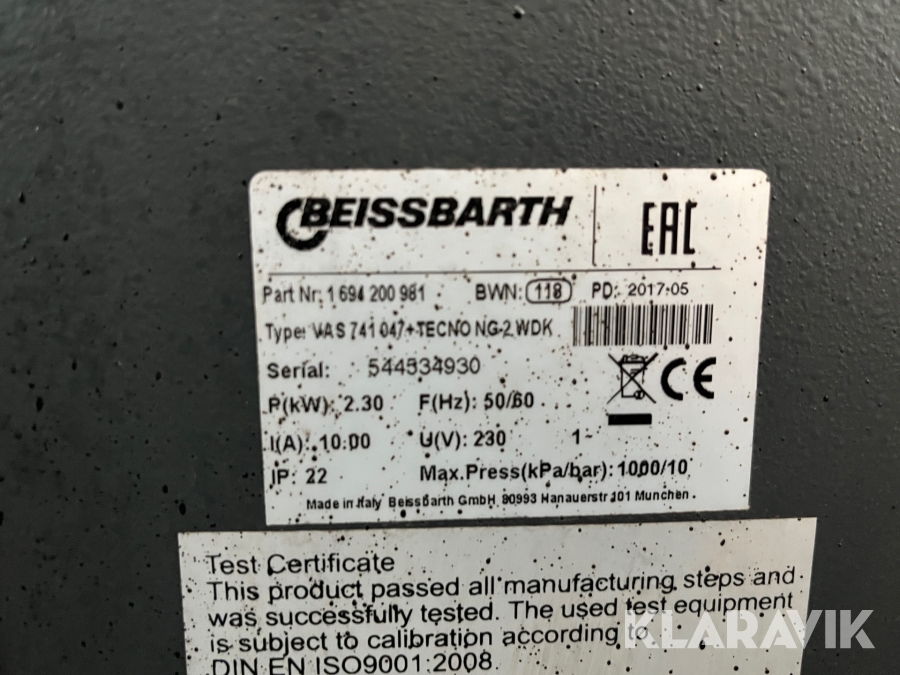 BEISSBARTH
EAC
Part Nr: 1 694 200 981 BWN: 118 PD: 2017-05
Type: VAS 741 047+TECNO NG-2 WDK
Serial: 544534930
P(kW): 2.30 F(Hz): 50/60
CE
I(A): 10.00 U(V): 230 1~
IP: 22 Max.Press(kPa/bar): 1000/10
Made in Italy Beissbarth GmbH 80993 Hanauerstr 101 Munchen
Test Certificate
This product passed all manufacturing steps and
was successfully tested. The used test equipment
is subject to calibration according to
DIN EN ISO9001:2008
KLARAVIK